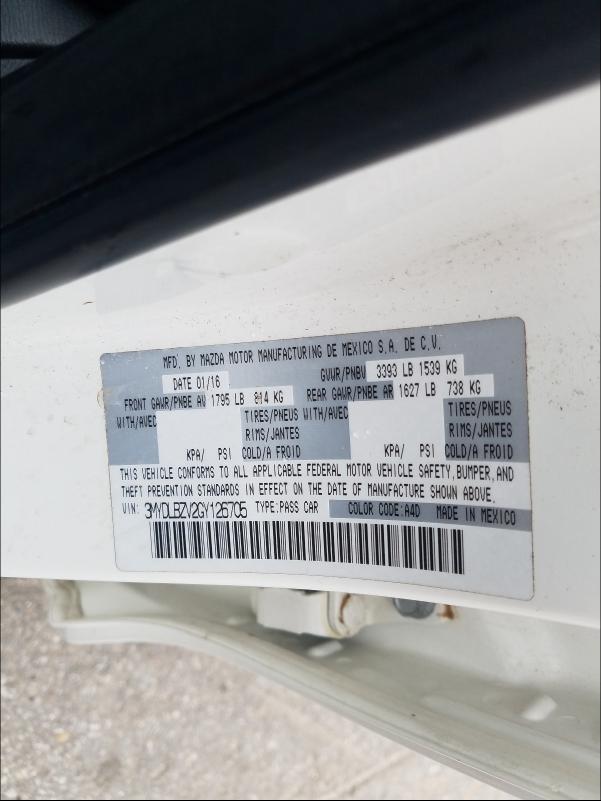 MFD. BY MAZDA MOTOR MANUFACTURING DE MEXICO S.A. DE C.V.
DATE 01/16 GVWR/PNBV 3393 LB 1539 KG
FRONT GAWR/PNBE AV 1795 LB 814 KG REAR GAWR/PNBE AR 1627 LB 738 KG
WITH/AVEC TIRES/PNEUS WITH/AVEC TIRES/PNEUS
RIMS/JANTES RIMS/JANTES
KPA/ PSI COLD/A FROID KPA/ PSI COLD/A FROID
THIS VEHICLE CONFORMS TO ALL APPLICABLE FEDERAL MOTOR VEHICLE SAFETY, BUMPER, AND
THEFT PREVENTION STANDARDS IN EFFECT ON THE DATE OF MANUFACTURE SHOWN ABOVE.
VIN: 3MYDLBZV2GY126705 TYPE:PASS CAR COLOR CODE:A4D MADE IN MEXICO